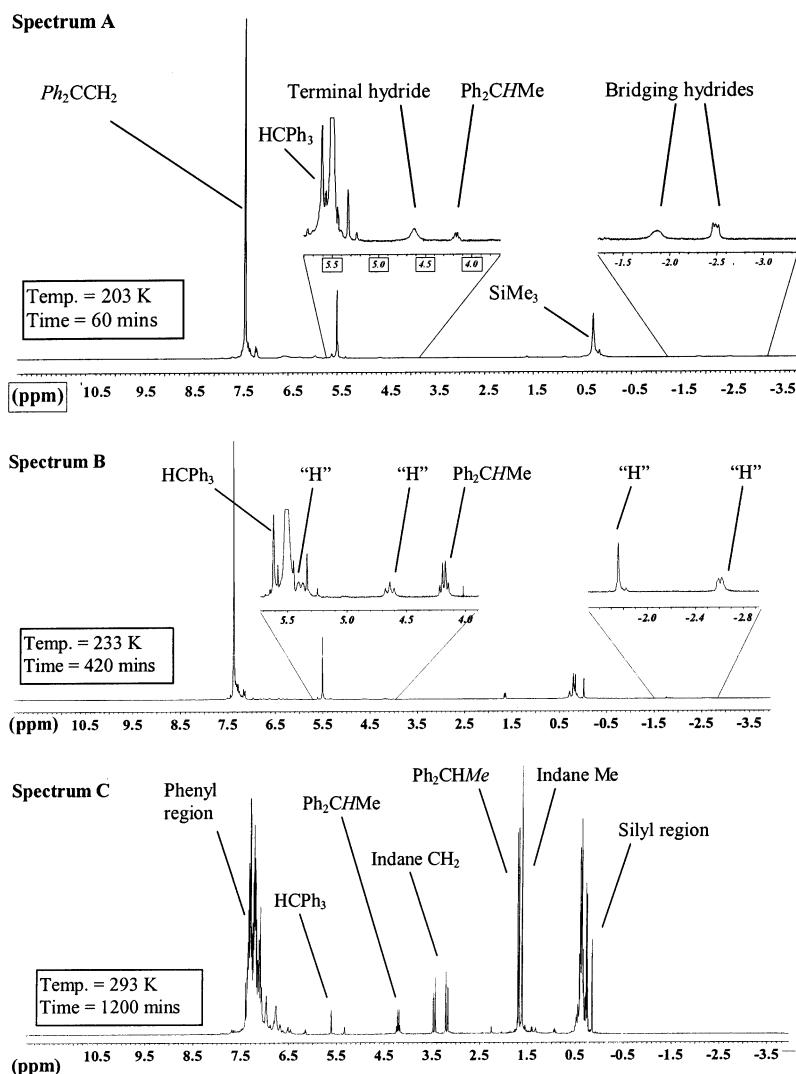 Spectrum A
Ph₂CCH₂
Terminal hydride
Ph₂CHMe
Bridging hydrides
HCPh₃
5.5 5.0 4.5 4.0
-1.5 -2.0 -2.5 -3.0
Temp. = 203 K
Time = 60 mins
SiMe₃
(ppm) 10.5 9.5 8.5 7.5 6.5 5.5 4.5 3.5 2.5 1.5 0.5 -0.5 -1.5 -2.5 -3.5
Spectrum B
HCPh₃
“H”
“H”
Ph₂CHMe
“H”
“H”
5.5 5.0 4.5 4.0
-2.0 -2.4 -2.8
Temp. = 233 K
Time = 420 mins
(ppm) 10.5 9.5 8.5 7.5 6.5 5.5 4.5 3.5 2.5 1.5 0.5 -0.5 -1.5 -2.5 -3.5
Spectrum C
Phenyl
region
HCPh₃
Ph₂CHMe
Indane CH₂
Ph₂CHMe
Indane Me
Silyl region
Temp. = 293 K
Time = 1200 mins
(ppm) 10.5 9.5 8.5 7.5 6.5 5.5 4.5 3.5 2.5 1.5 0.5 -0.5 -1.5 -2.5 -3.5